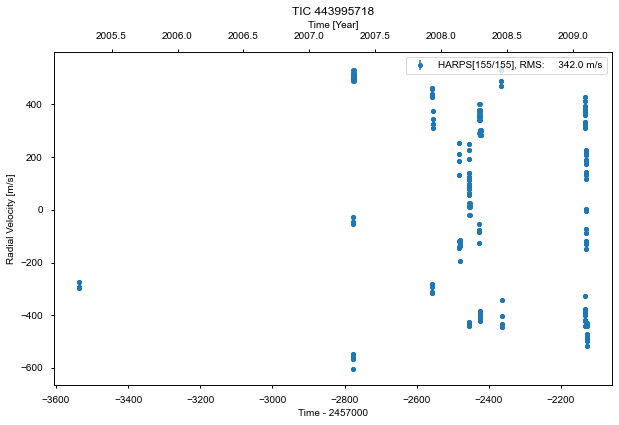 TIC 443995718
Time [Year]
2005.5 2006.0 2006.5 2007.0 2007.5 2008.0 2008.5 2009.0
HARPS[155/155], RMS: 342.0 m/s
400
200
0
−200
−400
−600
Radial Velocity [m/s]
−3600 −3400 −3200 −3000 −2800 −2600 −2400 −2200
Time - 2457000